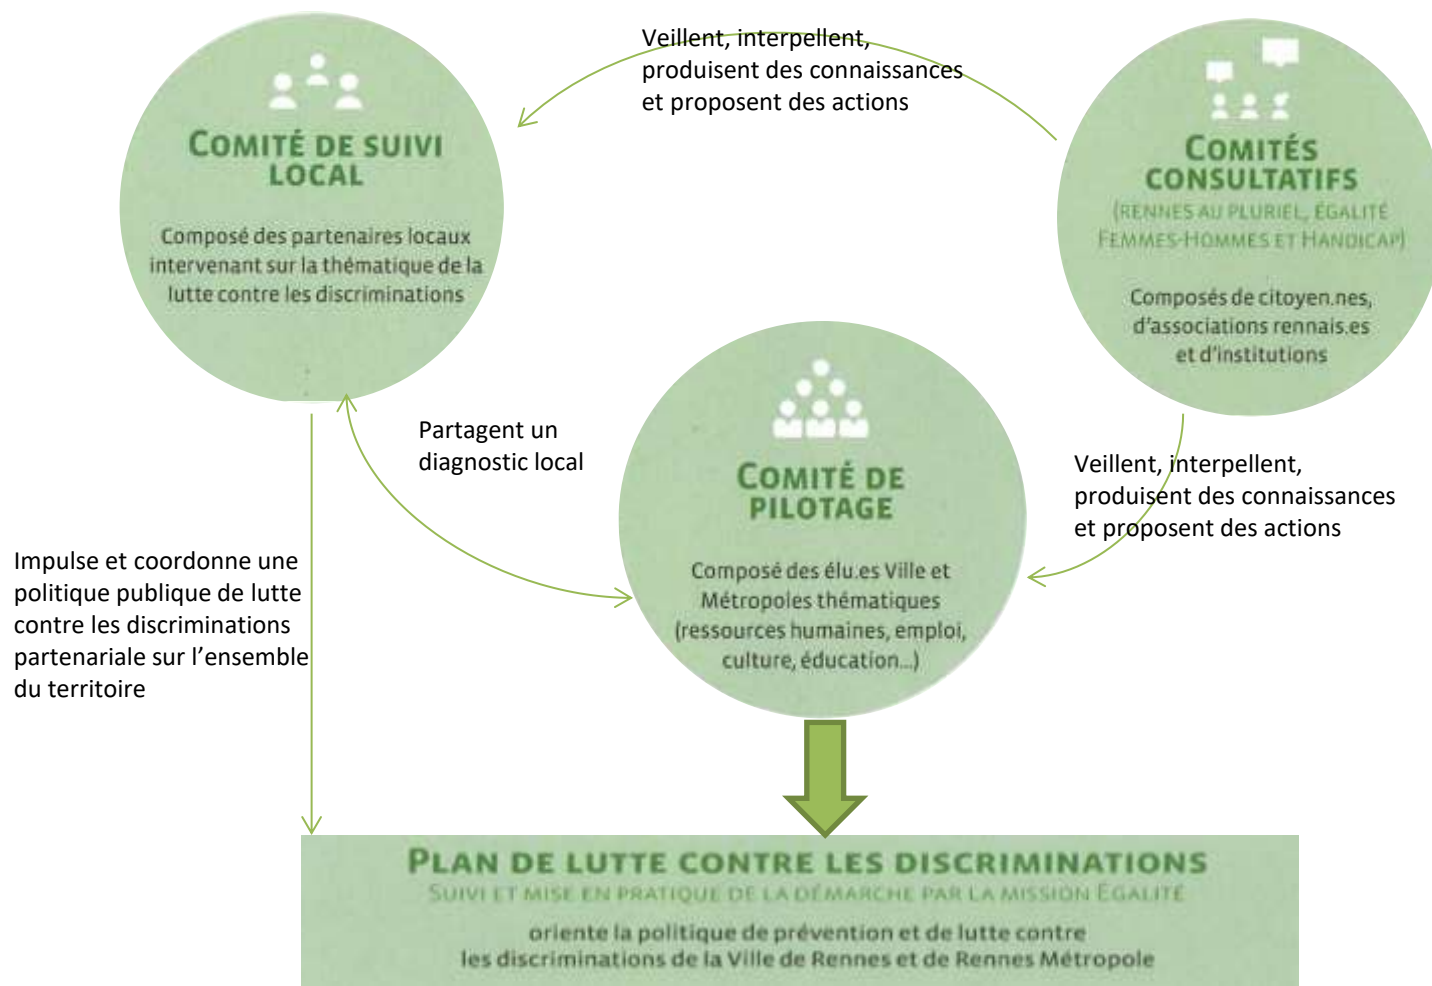 Veillent, interpellent,
produisent des connaissances
et proposent des actions
COMITÉ DE SUIVI
LOCAL
Composé des partenaires locaux
intervenant sur la thématique de la
lutte contre les discriminations
COMITÉS
CONSULTATIFS
(RENNES AU PLURIEL, ÉGALITÉ
FEMMES-HOMMES ET HANDICAP)
Composés de citoyen.nes,
d'associations rennais.es
et d'institutions
Partagent un
diagnostic local
COMITÉ DE
PILOTAGE
Composé des élu.es Ville et
Métropoles thématiques
(ressources humaines, emploi,
culture, éducation...)
Veillent, interpellent,
produisent des connaissances
et proposent des actions
Impulse et coordonne une
politique publique de lutte
contre les discriminations
partenariale sur l’ensemble
du territoire
PLAN DE LUTTE CONTRE LES DISCRIMINATIONS
SUIVI ET MISE EN PRATIQUE DE LA DÉMARCHE PAR LA MISSION EGALITÉ
oriente la politique de prévention et de lutte contre
les discriminations de la Ville de Rennes et de Rennes Métropole